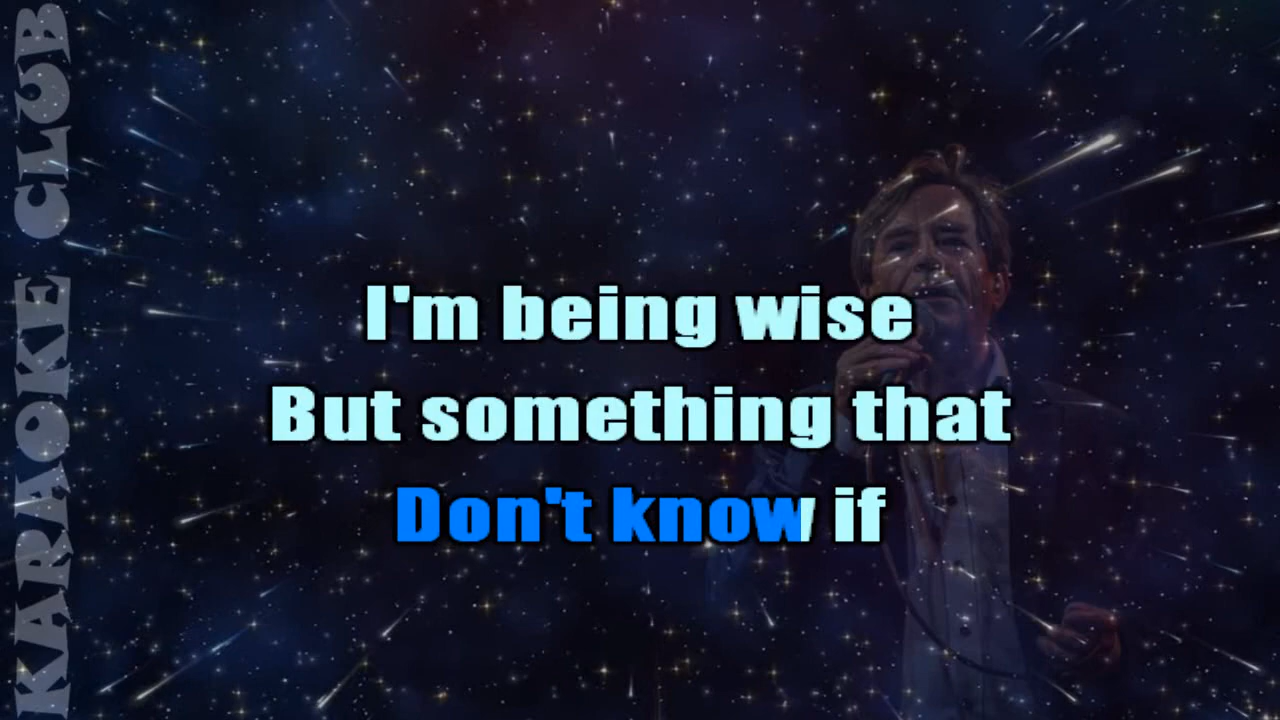 KARAOKE CLUB
I'm being wise
But something that
Don't know if